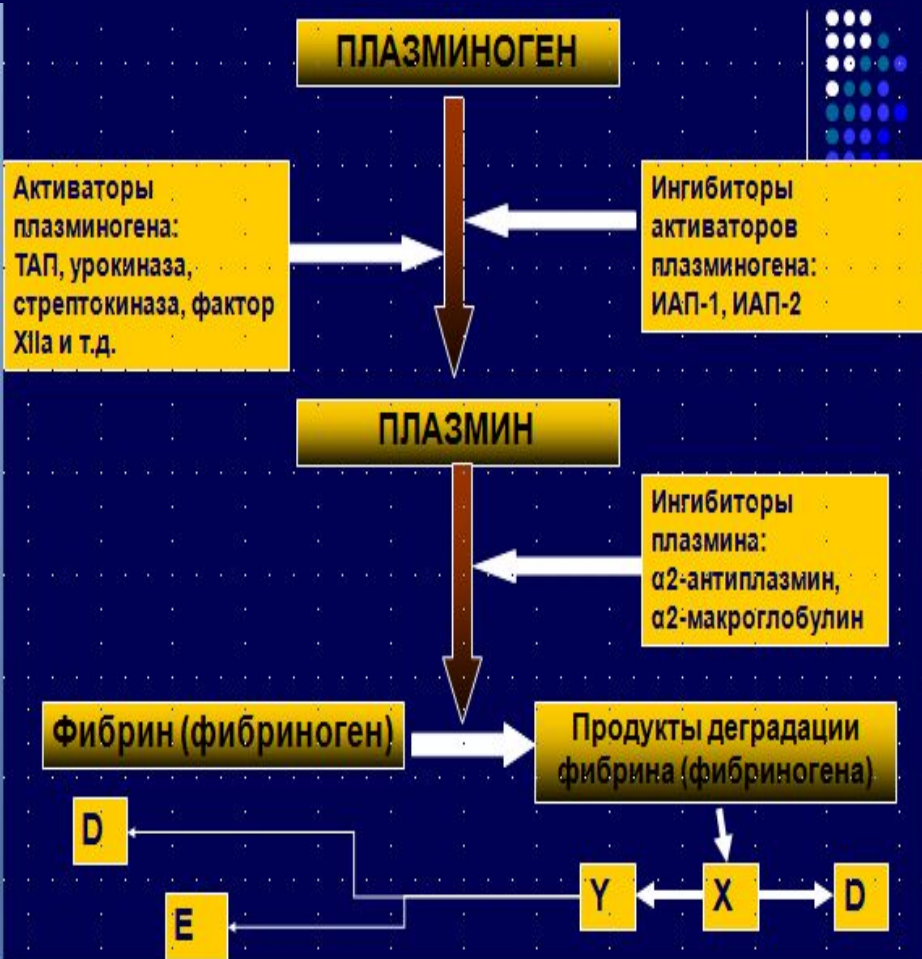 ПЛАЗМИНОГЕН
Активаторы
плазминогена:
ТАП, урокиназа,
стрептокиназа, фактор
XIIa и т.д.
Ингибиторы
активаторов
плазминогена:
ИАП-1, ИАП-2
ПЛАЗМИН
Ингибиторы
плазмина:
α2-антиплазмин,
α2-макроглобулин
Фибрин (фибриноген)
Продукты деградации
фибрина (фибриногена)
D
Y
X
D
E